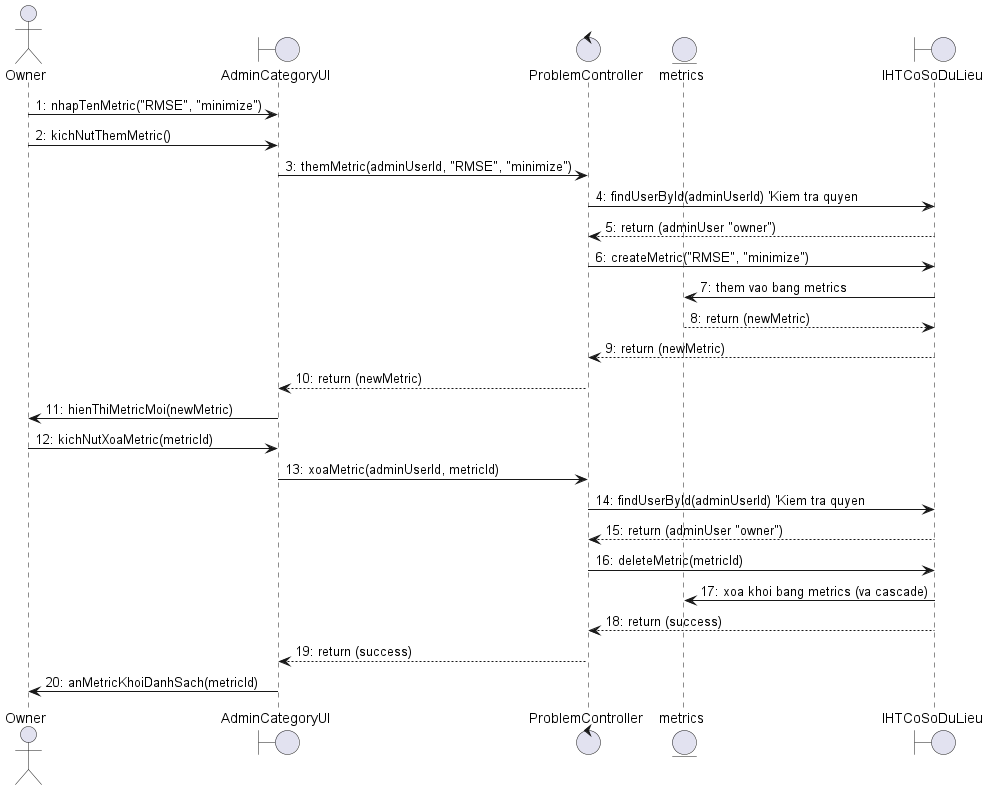 Owner
AdminCategoryUI
ProblemController
metrics
IHTCoSoDuLieu
1: nhapTenMetric("RMSE", "minimize")
2: kichNutThemMetric()
3: themMetric(adminUserId, "RMSE", "minimize")
4: findUserById(adminUserId) 'Kiem tra quyen
5: return (adminUser "owner")
6: createMetric("RMSE", "minimize")
7: them vao bang metrics
8: return (newMetric)
9: return (newMetric)
10: return (newMetric)
11: hienThiMetricMoi(newMetric)
12: kichNutXoaMetric(metricId)
13: xoaMetric(adminUserId, metricId)
14: findUserById(adminUserId) 'Kiem tra quyen
15: return (adminUser "owner")
16: deleteMetric(metricId)
17: xoa khoi bang metrics (va cascade)
18: return (success)
19: return (success)
20: anMetricKhoiDanhSach(metricId)
Owner
AdminCategoryUI
ProblemController
metrics
IHTCoSoDuLieu